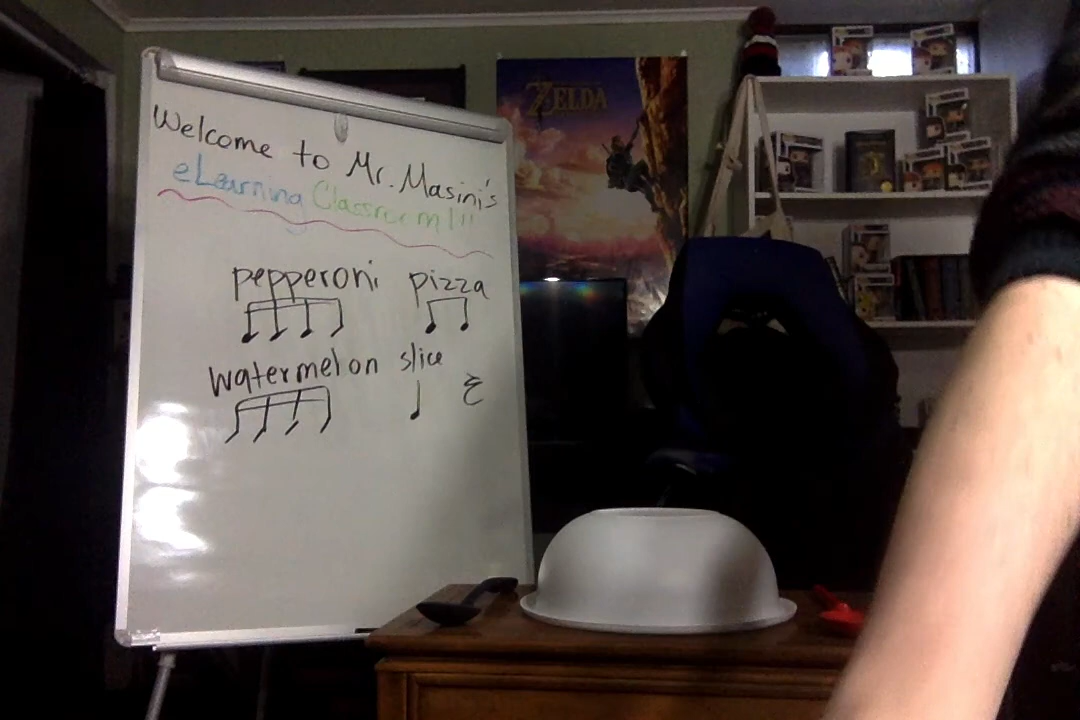 Welcome to Mr. Masini's
eLearning Classroom!!!
pepperoni pizza
watermelon slice
ZELDA